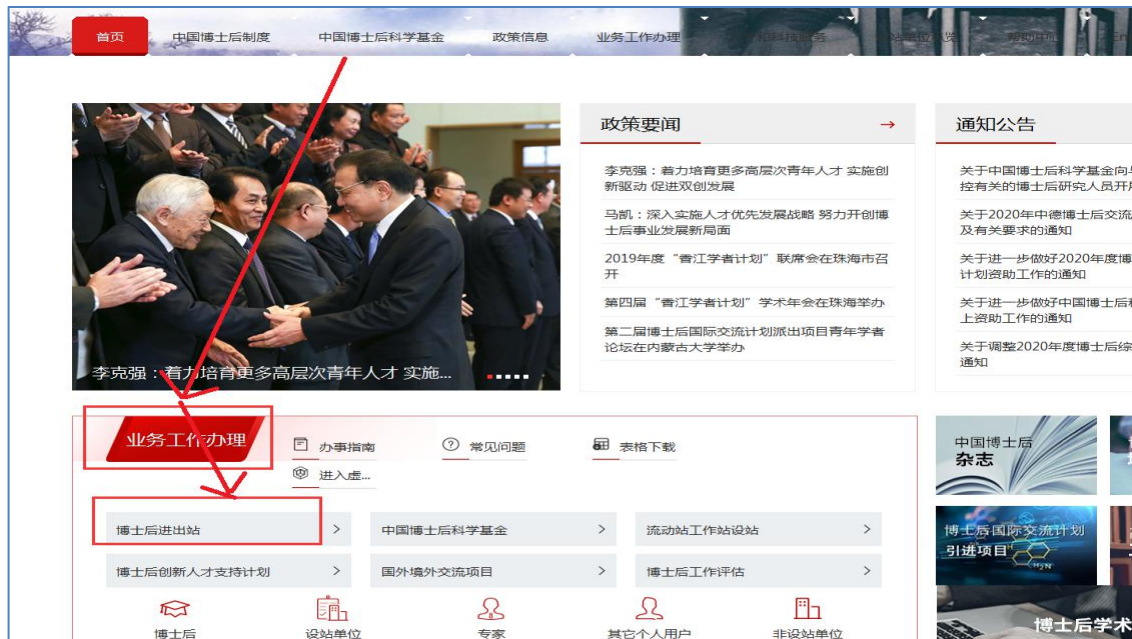 首页
中国博士后制度
中国博士后科学基金
政策信息
业务工作办理
帮助中心
李克强：着力培育更多高层次青年人才 实施...
政策要闻
李克强：着力培育更多高层次青年人才 实施创
新驱动 促进双创发展
马凯：深入实施人才优先发展战略 努力开创博
士后事业发展新局面
2019年度“香江学者计划”联席会在珠海市召
开
第四届“香江学者计划”学术年会在珠海举办
第二届博士后国际交流计划派出项目青年学者
论坛在内蒙古大学举办
通知公告
关于中国博士后科学基金向与
控有关的博士后研究人员开展
关于2020年中德博士后交流
及有关要求的通知
关于进一步做好2020年度博
计划资助工作的通知
关于进一步做好中国博士后科
上资助工作的通知
关于调整2020年度博士后综
通知
业务工作办理
办事指南
常见问题
表格下载
进入虚...
博士后进出站
中国博士后科学基金
流动站工作站设站
博士后创新人才支持计划
国外境外交流项目
博士后工作评估
博士后
设站单位
专家
其它个人用户
非设站单位
中国博士后
杂志
博士后国际交流计划
引进项目
博士后学术